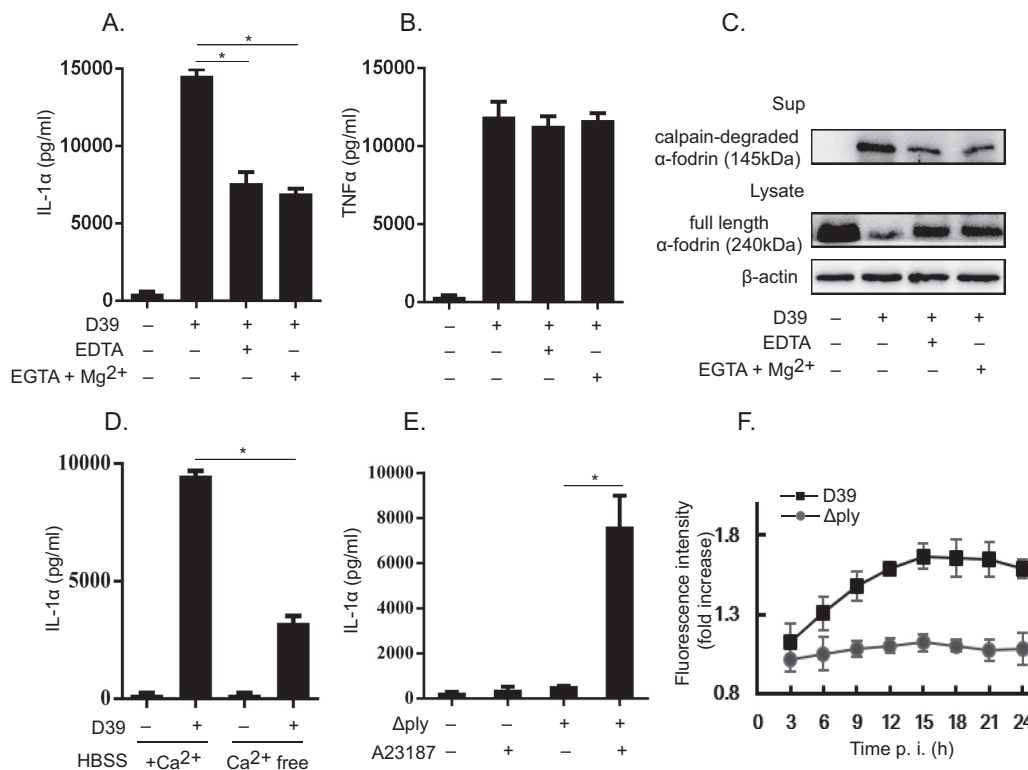 A.
15000
10000
5000
0
IL-1α (pg/ml)
*
*
D39 – + + +
EDTA – – + –
EGTA + Mg2+ – – – +
B.
15000
10000
5000
0
TNFα (pg/ml)
– + + +
– – + –
– – – +
C.
Sup
calpain-degraded
α-fodrin (145kDa)
Lysate
full length
α-fodrin (240kDa)
β-actin
D39 – + + +
EDTA – – + –
EGTA + Mg2+ – – – +
D.
10000
5000
0
IL-1α (pg/ml)
*
D39 – + – +
HBSS +Ca2+ Ca2+ free
E.
10000
8000
6000
4000
2000
0
IL-1α (pg/ml)
*
Δply – – + +
A23187 – + – +
F.
D39
Δply
Fluorescence intensity
(fold increase)
1.8
1.3
0.8
0 3 6 9 12 15 18 21 24
Time p. i. (h)